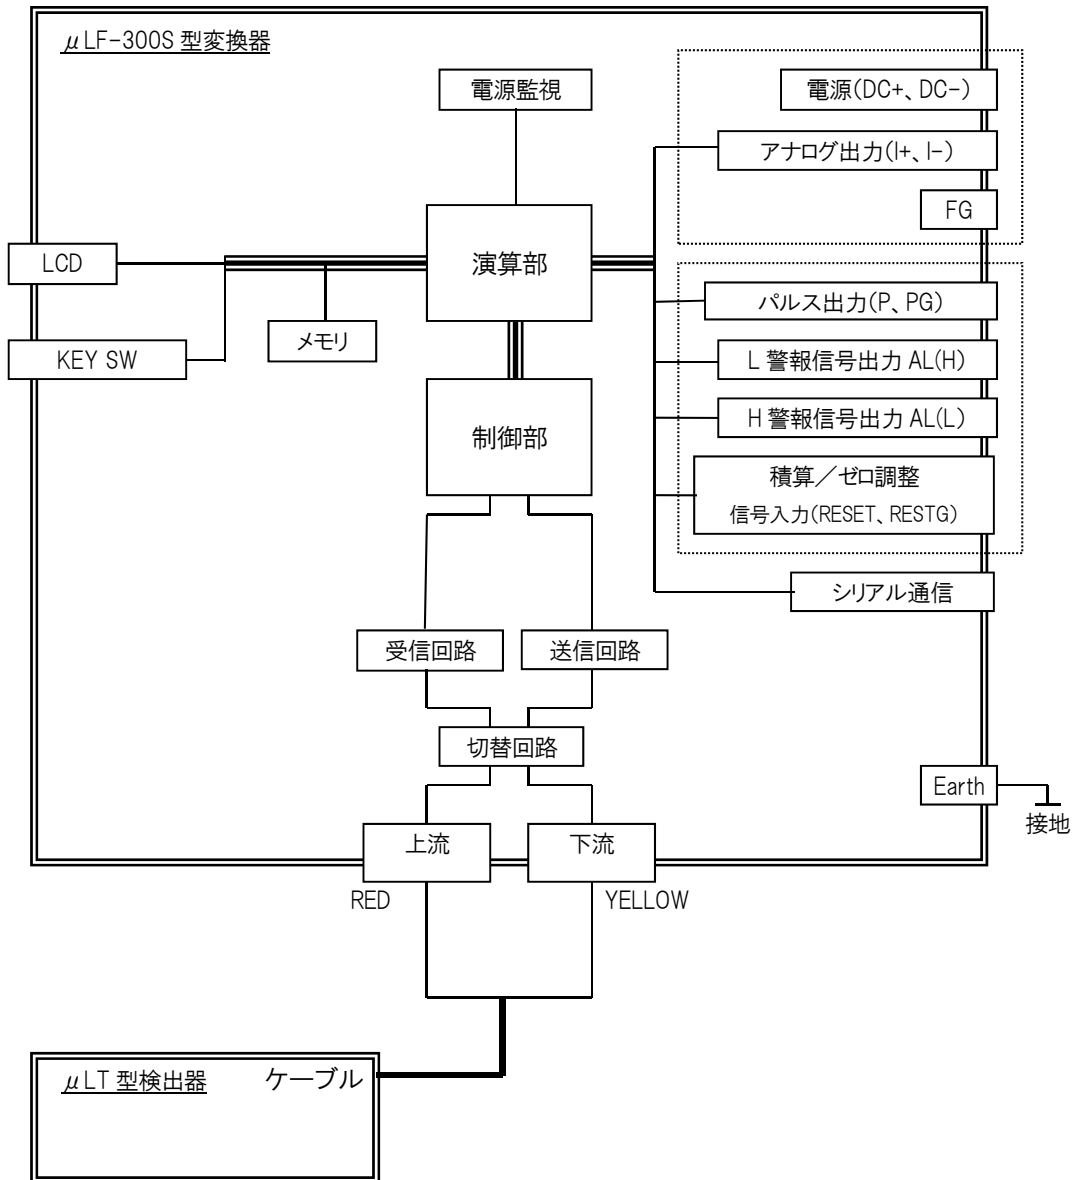 μLF-300S 型変換器
電源監視
電源(DC+、DC-)
アナログ出力(I+、I-)
FG
LCD
演算部
KEY SW
メモリ
パルス出力(P、PG)
L 警報信号出力 AL(H)
制御部
H 警報信号出力 AL(L)
積算／ゼロ調整
信号入力(RESET、RESTG)
シリアル通信
受信回路
送信回路
切替回路
Earth
接地
上流
下流
RED
YELLOW
μLT 型検出器
ケーブル